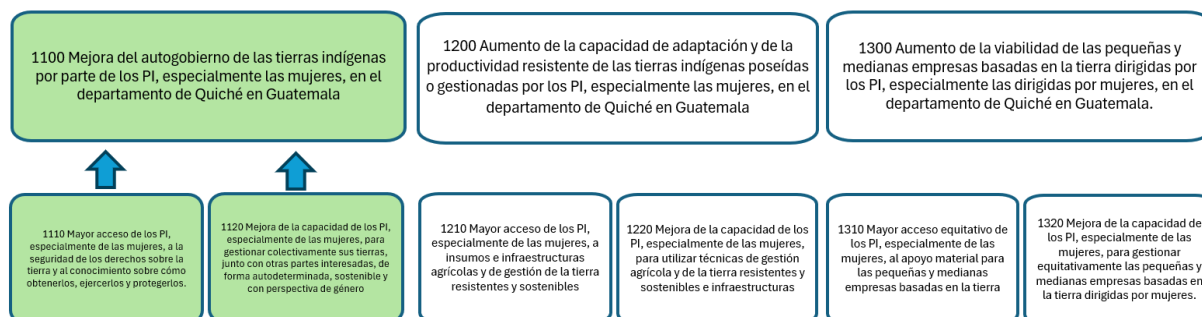 1100 Mejora del autogobierno de las tierras indígenas
por parte de los PI, especialmente las mujeres, en el
departamento de Quiché en Guatemala
1200 Aumento de la capacidad de adaptación y de la
productividad resistente de las tierras indígenas poseídas
o gestionadas por los PI, especialmente las mujeres, en el
departamento de Quiché en Guatemala
1300 Aumento de la viabilidad de las pequeñas y
medianas empresas basadas en la tierra dirigidas por
los PI, especialmente las dirigidas por mujeres, en el
departamento de Quiché en Guatemala.
1110 Mayor acceso de los PI,
especialmente de las mujeres, a la
seguridad de los derechos sobre la
tierra y al conocimiento sobre cómo
obtenerlos, ejercerlos y protegerlos.
1120 Mejora de la capacidad de los PI,
especialmente de las mujeres, para
gestionar colectivamente sus tierras,
junto con otras partes interesadas, de
forma autodeterminada, sostenible y
con perspectiva de género
1210 Mayor acceso de los PI,
especialmente de las mujeres, a
insumos e infraestructuras
agrícolas y de gestión de la tierra
resistentes y sostenibles
1220 Mejora de la capacidad de los
PI, especialmente de las mujeres,
para utilizar técnicas de gestión
agrícola y de la tierra resistentes y
sostenibles e infraestructuras
1310 Mayor acceso equitativo de
los PI, especialmente de las
mujeres, al apoyo material para
las pequeñas y medianas
empresas basadas en la tierra
1320 Mejora de la capacidad de
los PI, especialmente de las
mujeres, para gestionar
equitativamente las pequeñas y
medianas empresas basadas en
la tierra dirigidas por mujeres.